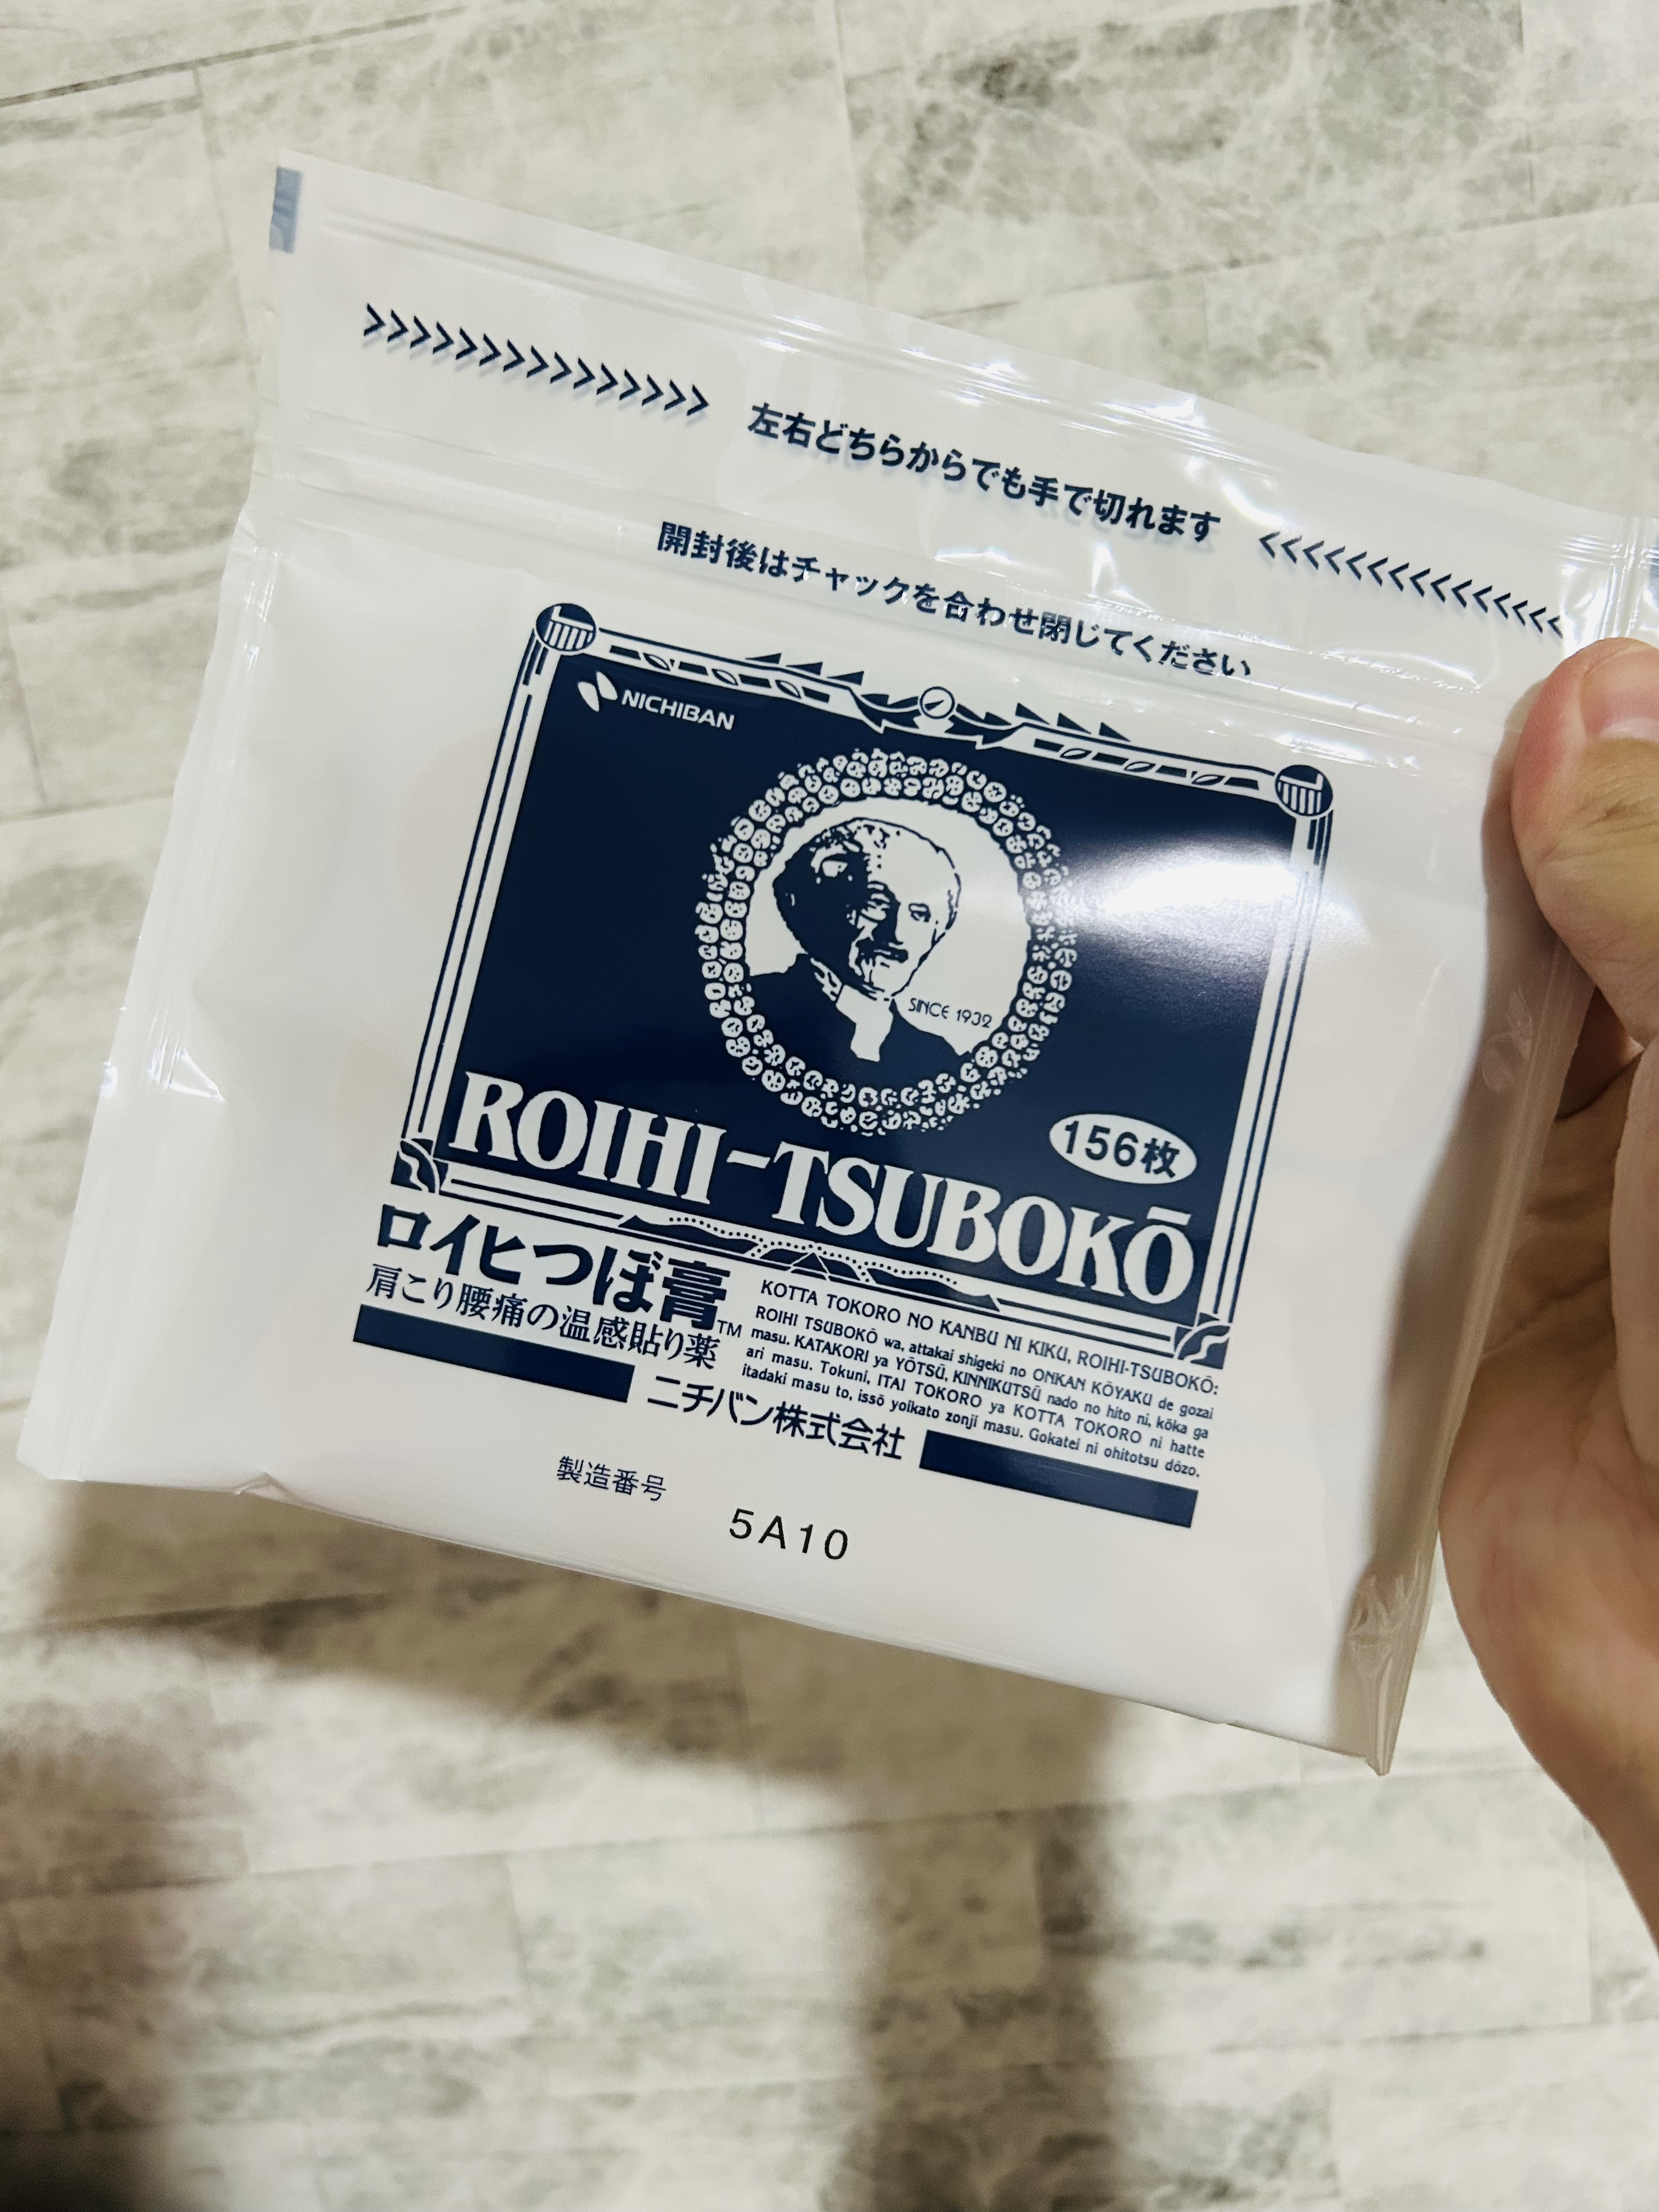 >>>>>>>>>>>>>>> 左右どちらからでも手で切れます <<<<<<<<<<<<<<<
開封後はチャックを合わせ閉じてください
NICHIBAN
SINCE 1932
156枚
ROIHI-TSUBOKŌ
ロイヒつぼ膏™
肩こり腰痛の温感貼り薬
KOTTA TOKORO NO KANBU NI KIKU, ROIHI-TSUBOKŌ:
ROIHI TSUBOKŌ wa, attakai shigeki no ONKAN KŌYAKU de gozai
masu. KATAKORI ya YŌTSŪ, KINNIKUTSŪ nado no hito ni, kōka ga
ari masu. Tokuni, ITAI TOKORO ya KOTTA TOKORO ni hatte
itadaki masu to, issō yoikato zonji masu. Gokatei ni ohitotsu dōzo.
ニチバン株式会社
製造番号
5A10